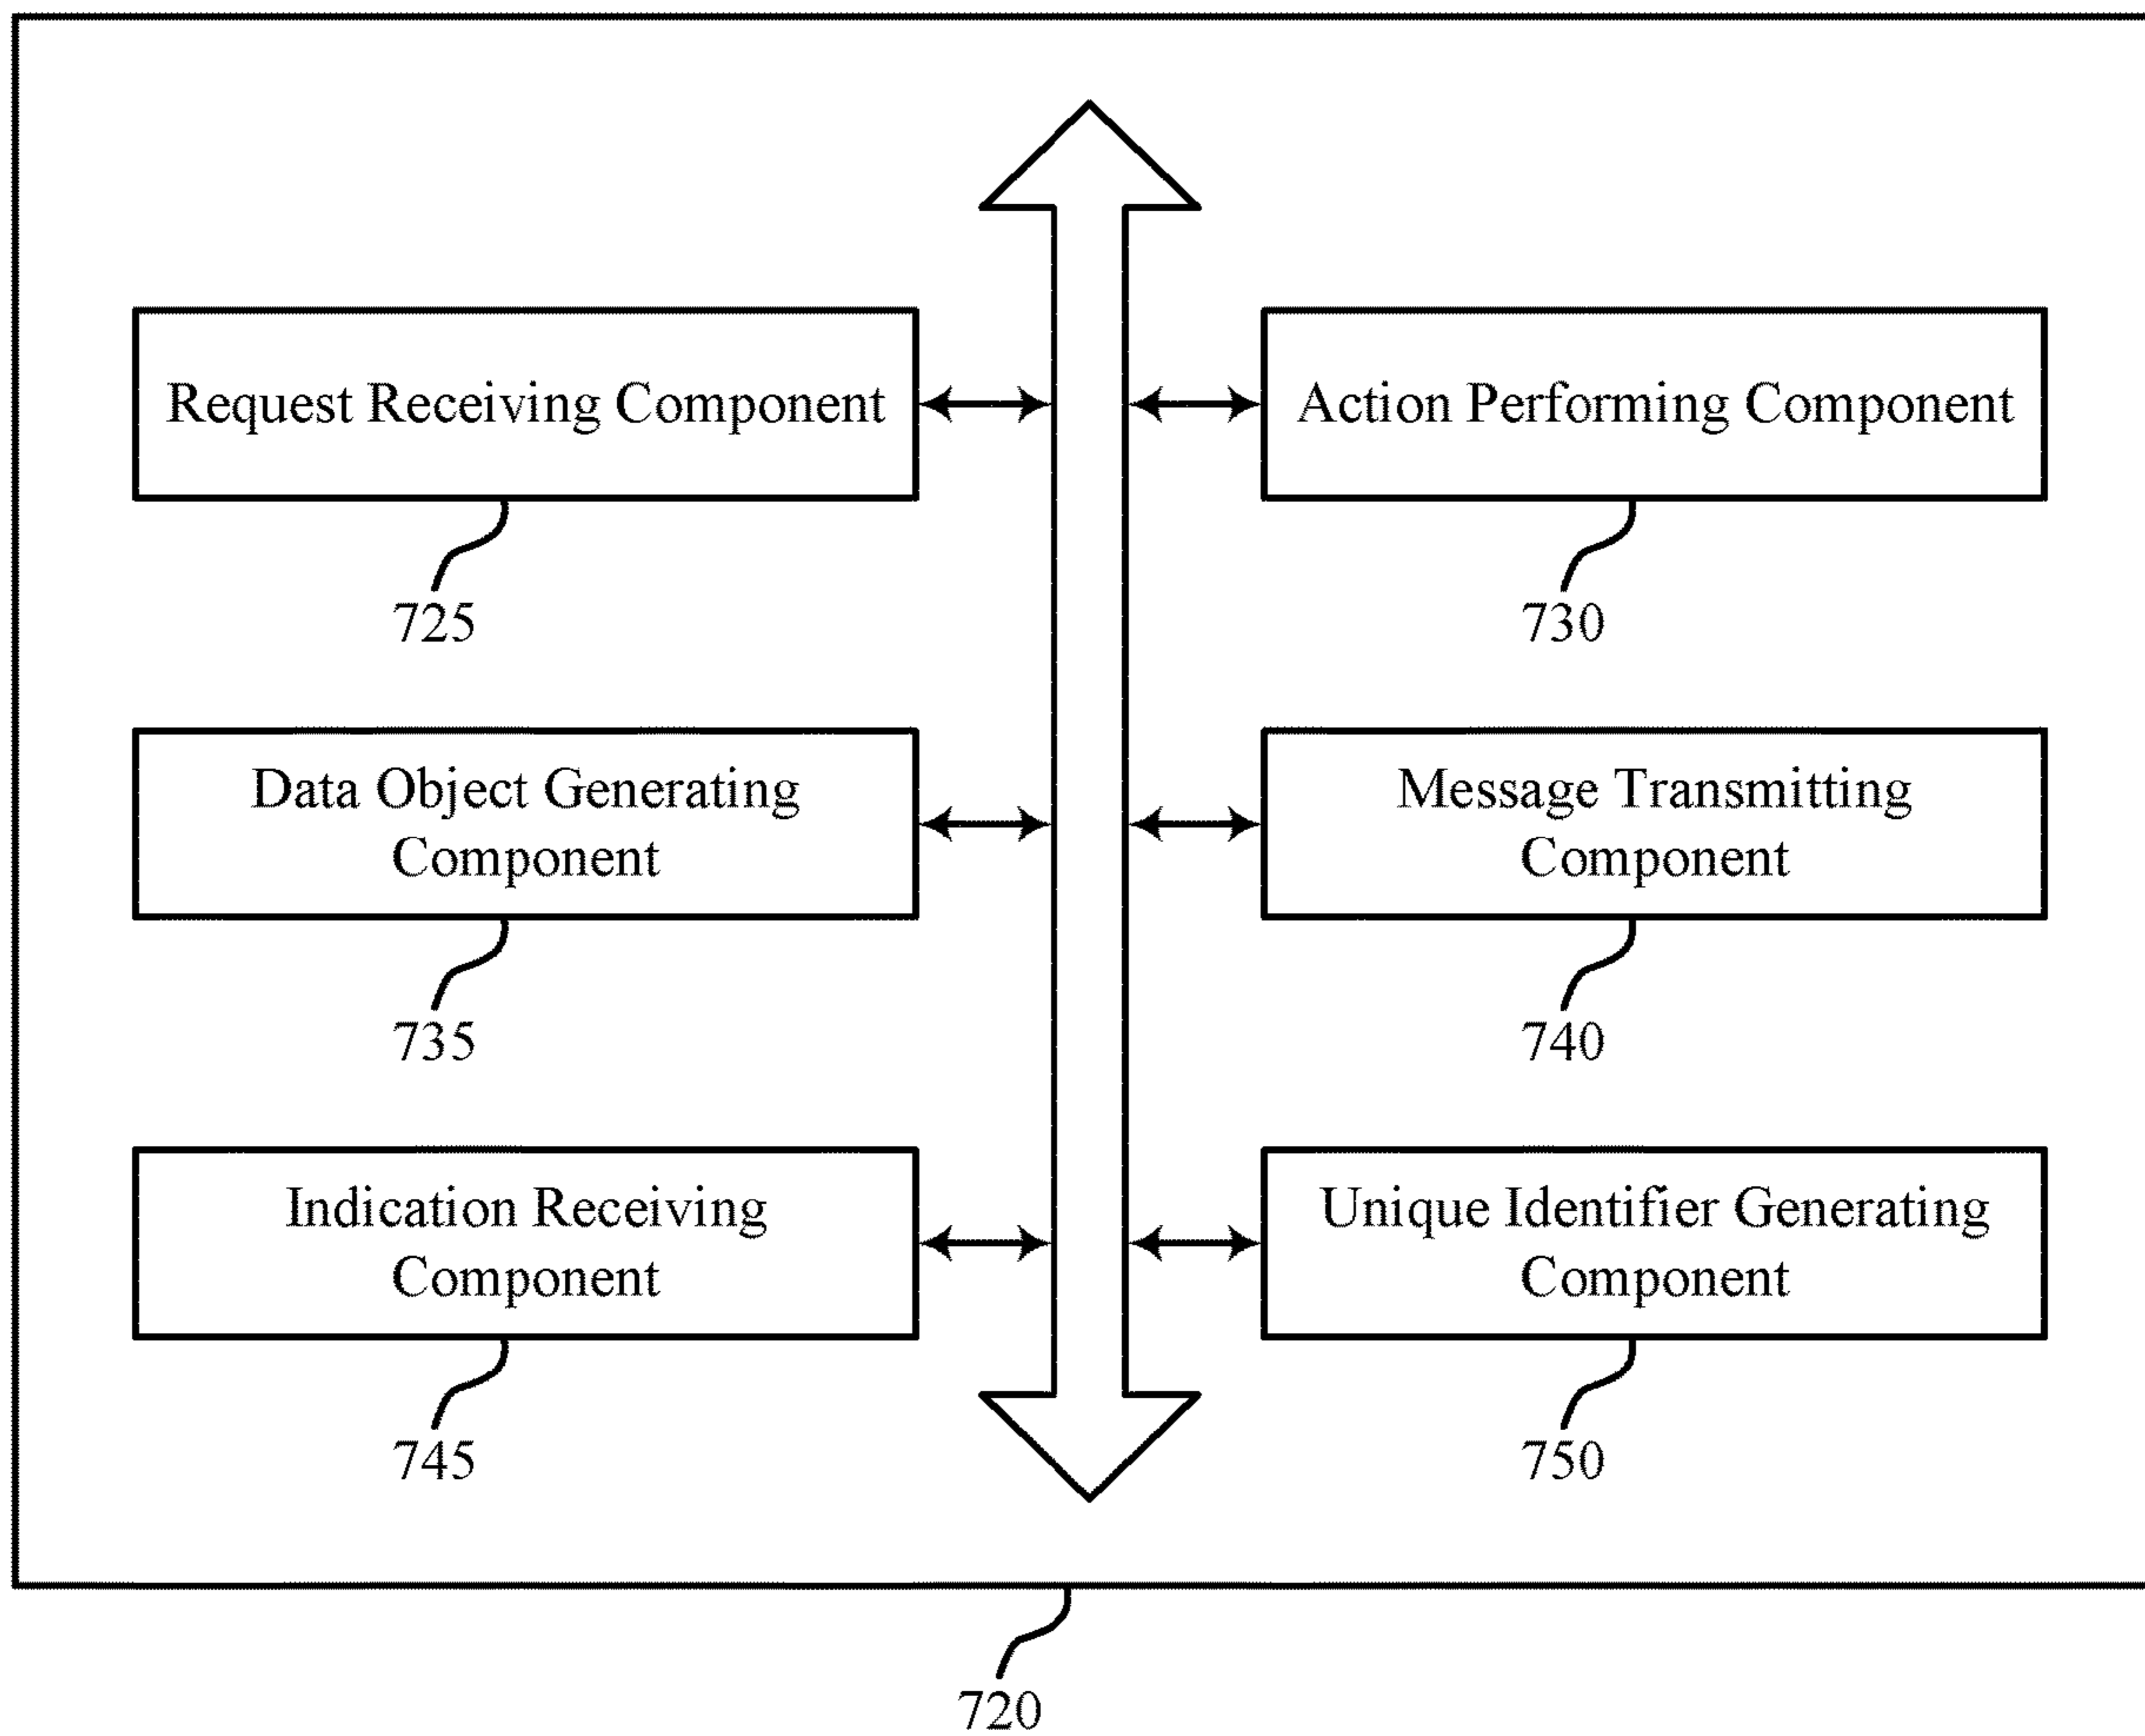 Request Receiving Component
Action Performing Component
725
730
Data Object Generating
Component
Message Transmitting
Component
735
740
Indication Receiving
Component
Unique Identifier Generating
Component
745
750
720